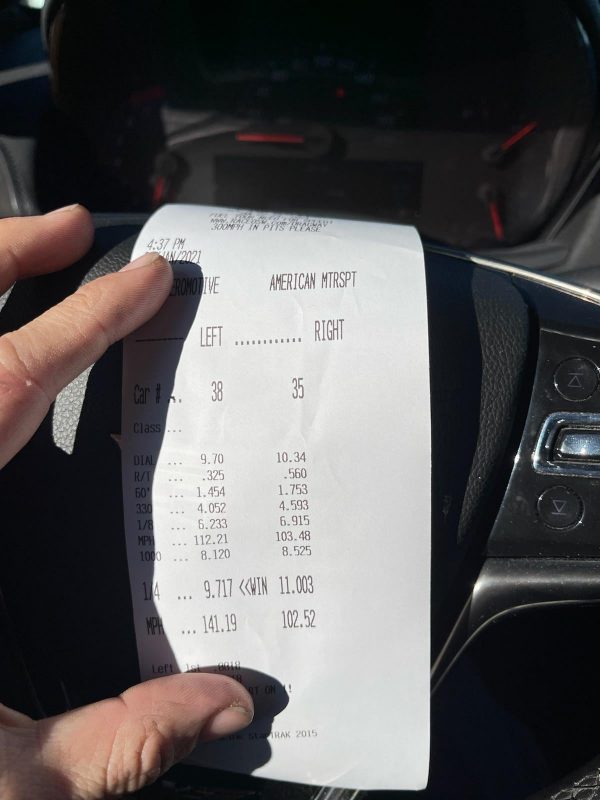 300MPH IN PITS PLEASE
4:37 PM
/2021
AMERICAN MTRSPT
LEFT ............ RIGHT
Car # .. 38 35
Class ...
DIAL ... 9.70 10.34
R/T ... .325 .560
60' ... 1.454 1.753
330 ... 4.052 4.593
1/8 ... 6.233 6.915
MPH ... 112.21 103.48
1000 ... 8.120 8.525
1/4 ... 9.717 <<WIN 11.003
MPH ... 141.19 102.52
Left 1st .0018
ON !!
StarTRAK 2015